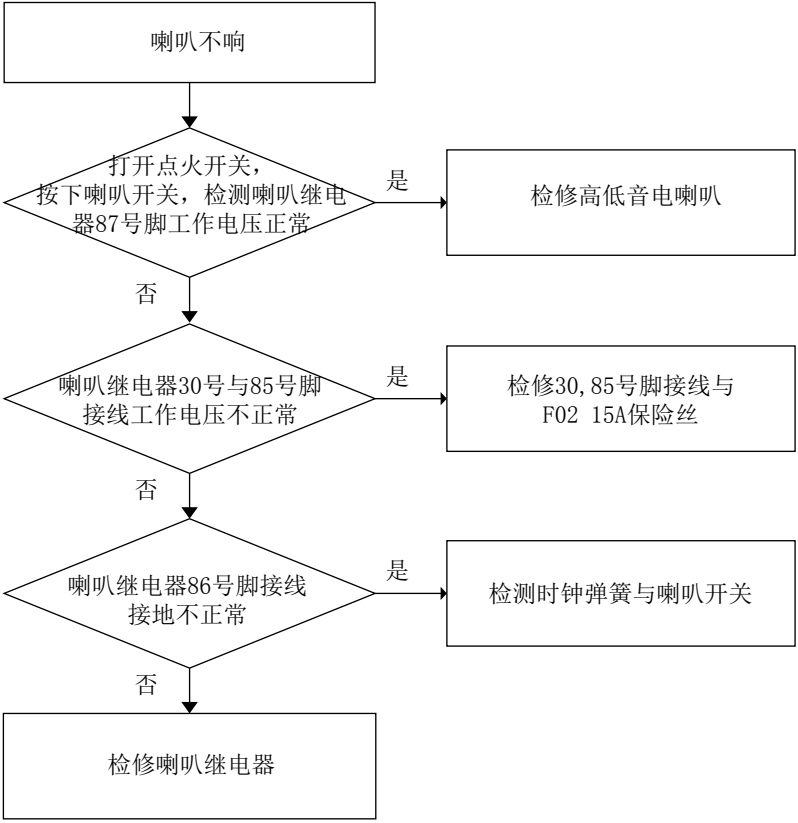 喇叭不响
打开点火开关，
按下喇叭开关，检测喇叭继电
器87号脚工作电压正常
是
检修高低音电喇叭
否
喇叭继电器30号与85号脚
接线工作电压不正常
是
检修30,85号脚接线与
F02 15A保险丝
否
喇叭继电器86号脚接线
接地不正常
是
检测时钟弹簧与喇叭开关
否
检修喇叭继电器